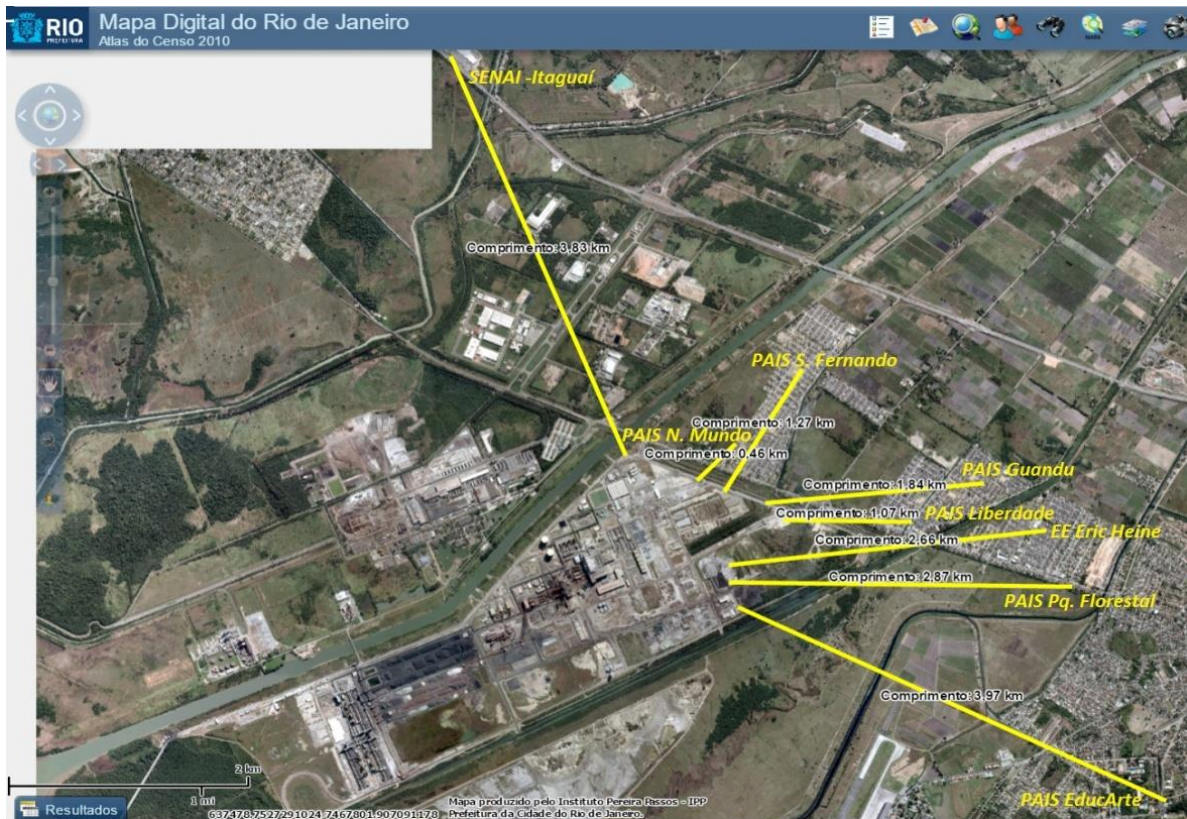 RIO
PREFEITURA
Mapa Digital do Rio de Janeiro
Atlas do Censo 2010
MAPA
SENAI -Itaguaí
Comprimento: 3,83 km
PAIS S. Fernando
Comprimento: 1,27 km
PAIS N. Mundo
Comprimento: 0,46 km
PAIS Guandu
Comprimento: 1,84 km
Comprimento: 1,07 km
PAIS Liberdade
EE Eric Heine
Comprimento: 2,66 km
Comprimento: 2,87 km
PAIS Pq. Florestal
Comprimento: 3,97 km
PAIS EducArte
2 km
1 mi
Resultados
637478.7527291024 7467801.907091178
Mapa produzido pelo Instituto Pereira Passos - IPP
Prefeitura da Cidade do Rio de Janeiro.